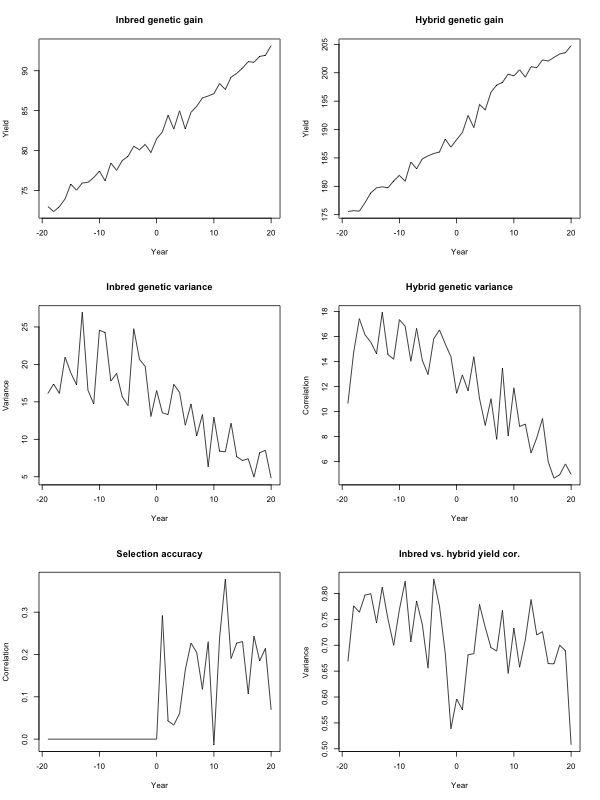 Inbred genetic gain
Yield
90
85
80
75
-20 -10 0 10 20
Year
Hybrid genetic gain
Yield
205
200
195
190
185
180
175
-20 -10 0 10 20
Year
Inbred genetic variance
Variance
25
20
15
10
5
-20 -10 0 10 20
Year
Hybrid genetic variance
Correlation
18
16
14
12
10
8
6
-20 -10 0 10 20
Year
Selection accuracy
Correlation
0.3
0.2
0.1
0.0
-20 -10 0 10 20
Year
Inbred vs. hybrid yield cor.
Variance
0.80
0.75
0.70
0.65
0.60
0.55
0.50
-20 -10 0 10 20
Year